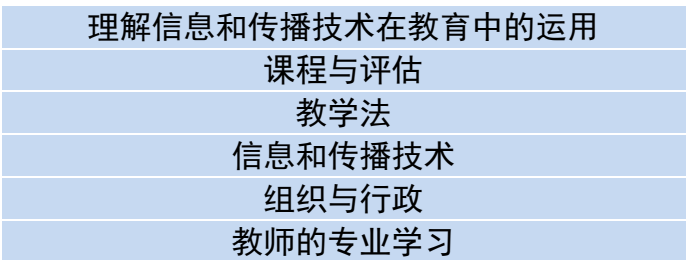 理解信息和传播技术在教育中的运用
课程与评估
教学法
信息和传播技术
组织与行政
教师的专业学习